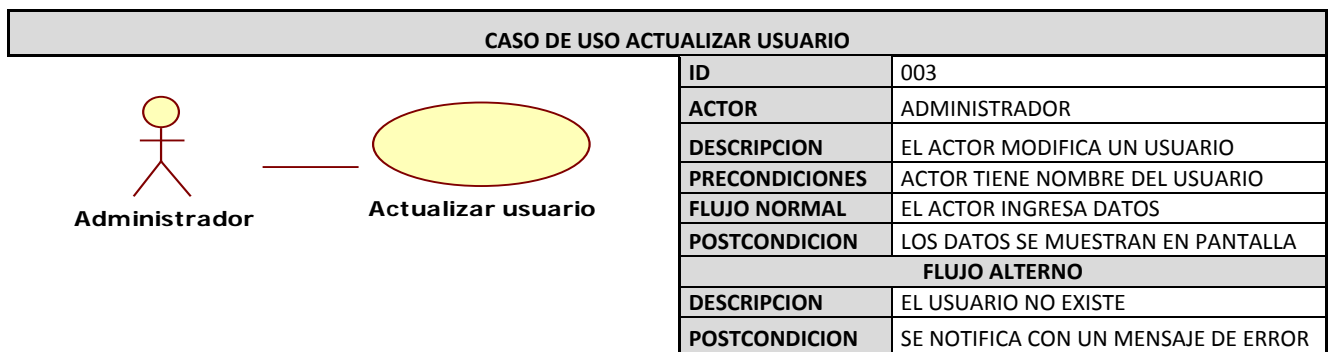 CASO DE USO ACTUALIZAR USUARIO
Administrador
Actualizar usuario
ID 003
ACTOR ADMINISTRADOR
DESCRIPCION EL ACTOR MODIFICA UN USUARIO
PRECONDICIONES ACTOR TIENE NOMBRE DEL USUARIO
FLUJO NORMAL EL ACTOR INGRESA DATOS
POSTCONDICION LOS DATOS SE MUESTRAN EN PANTALLA
FLUJO ALTERNO
DESCRIPCION EL USUARIO NO EXISTE
POSTCONDICION SE NOTIFICA CON UN MENSAJE DE ERROR